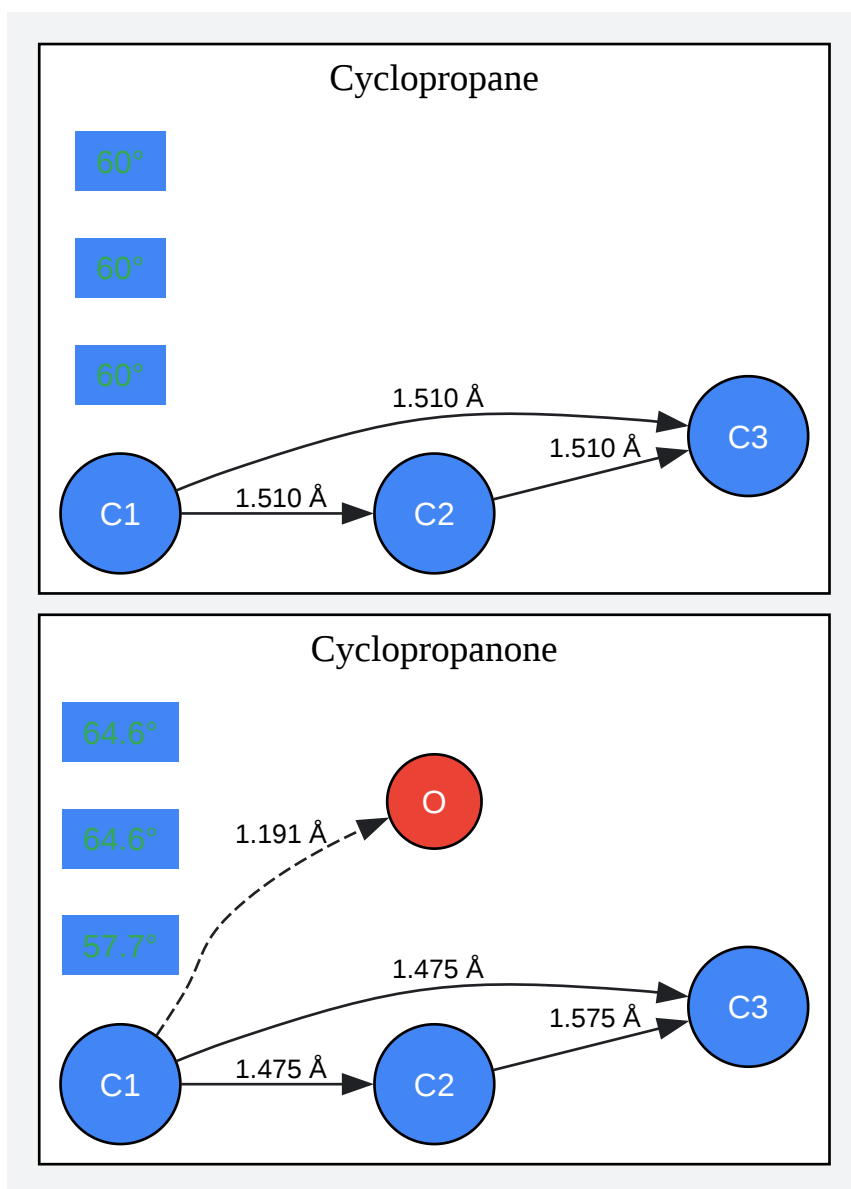 Cyclopropane
60°
60°
60°
1.510 Å
1.510 Å
1.510 Å
C1
C2
C3
Cyclopropanone
64.6°
64.6°
57.7°
O
1.191 Å
1.475 Å
1.575 Å
1.475 Å
C1
C2
C3